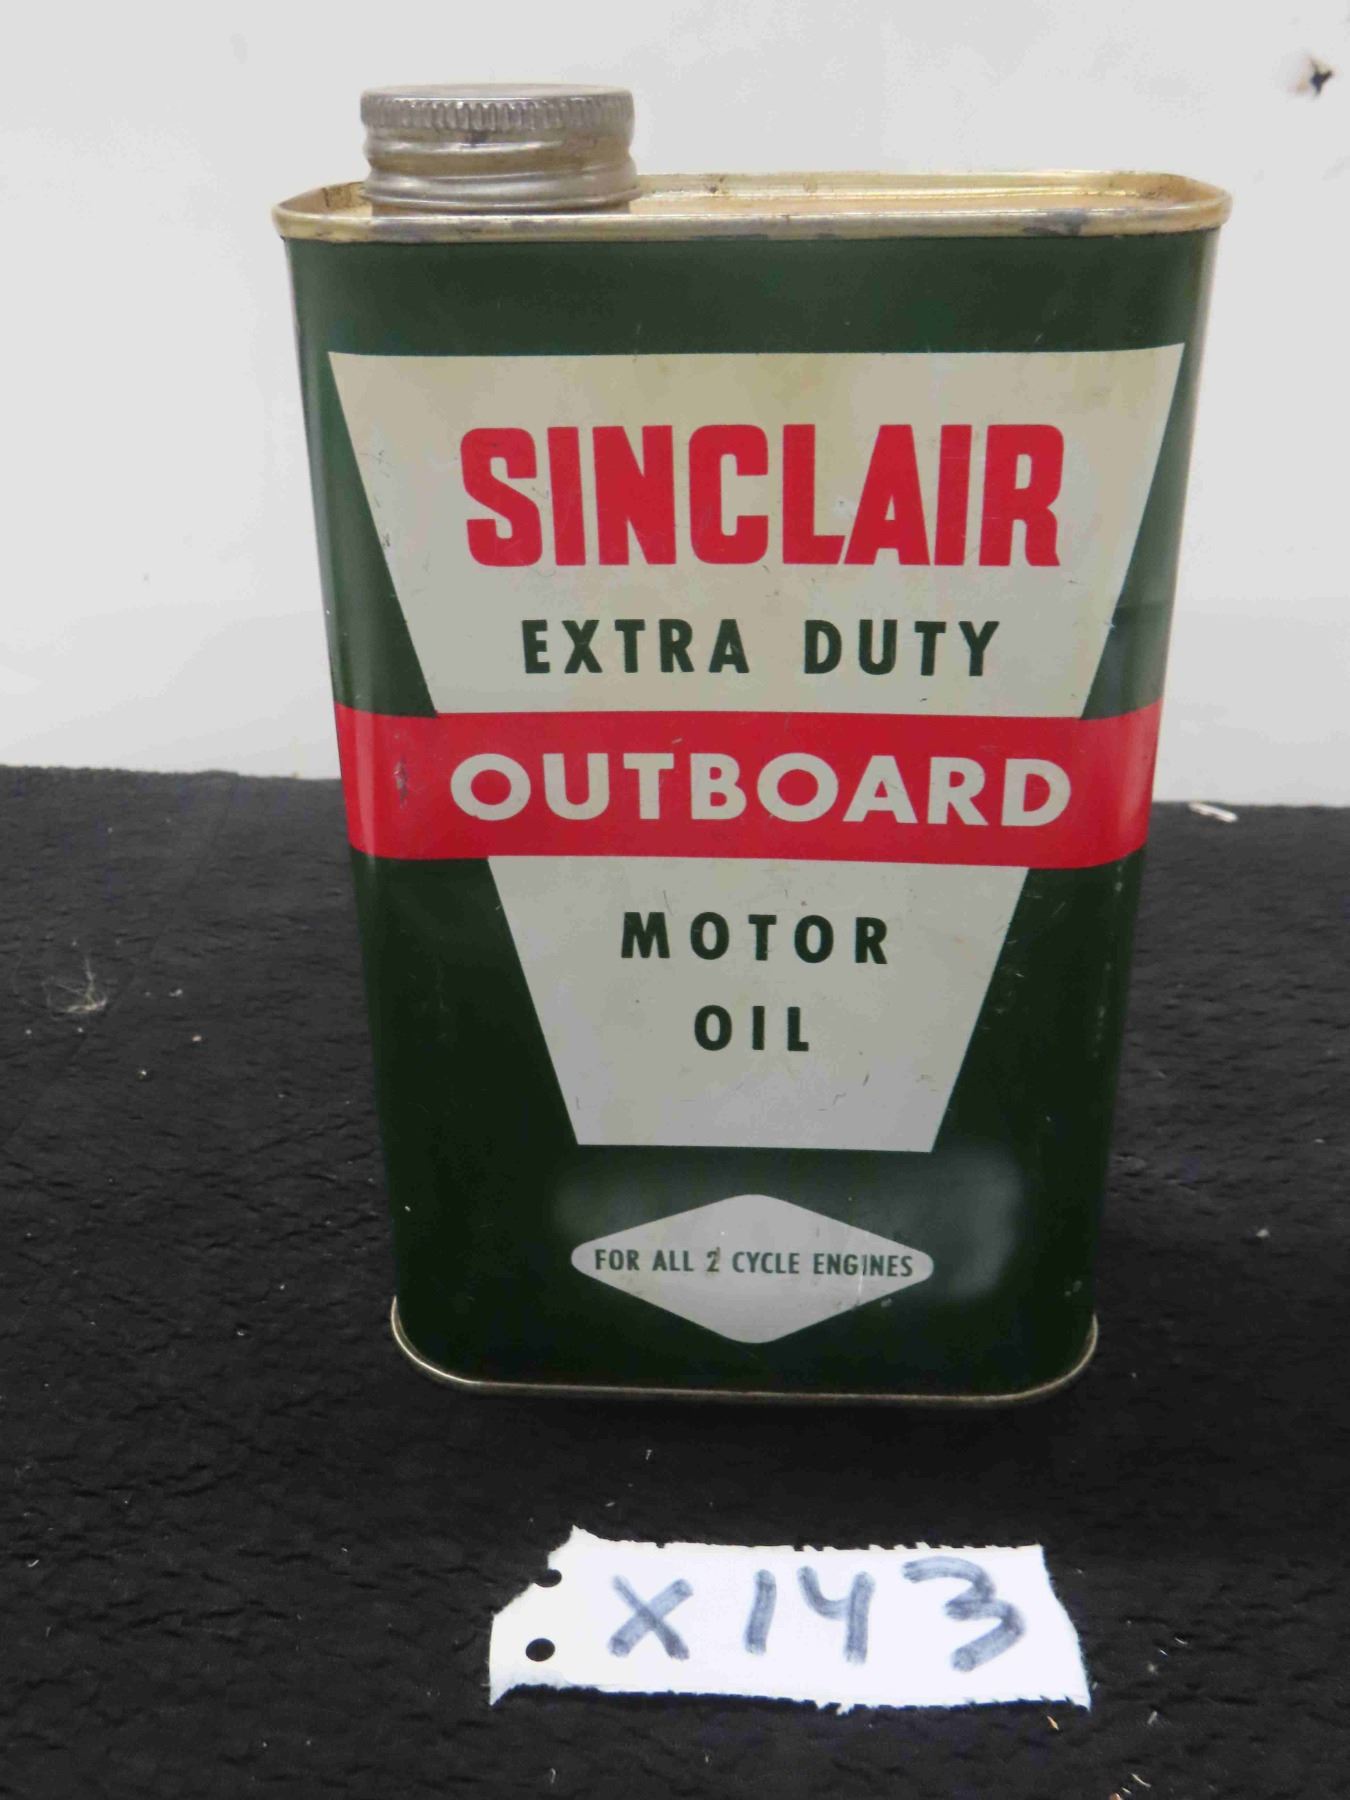 SINCLAIR
EXTRA DUTY
OUTBOARD
MOTOR
OIL
FOR ALL 2 CYCLE ENGINES
X143